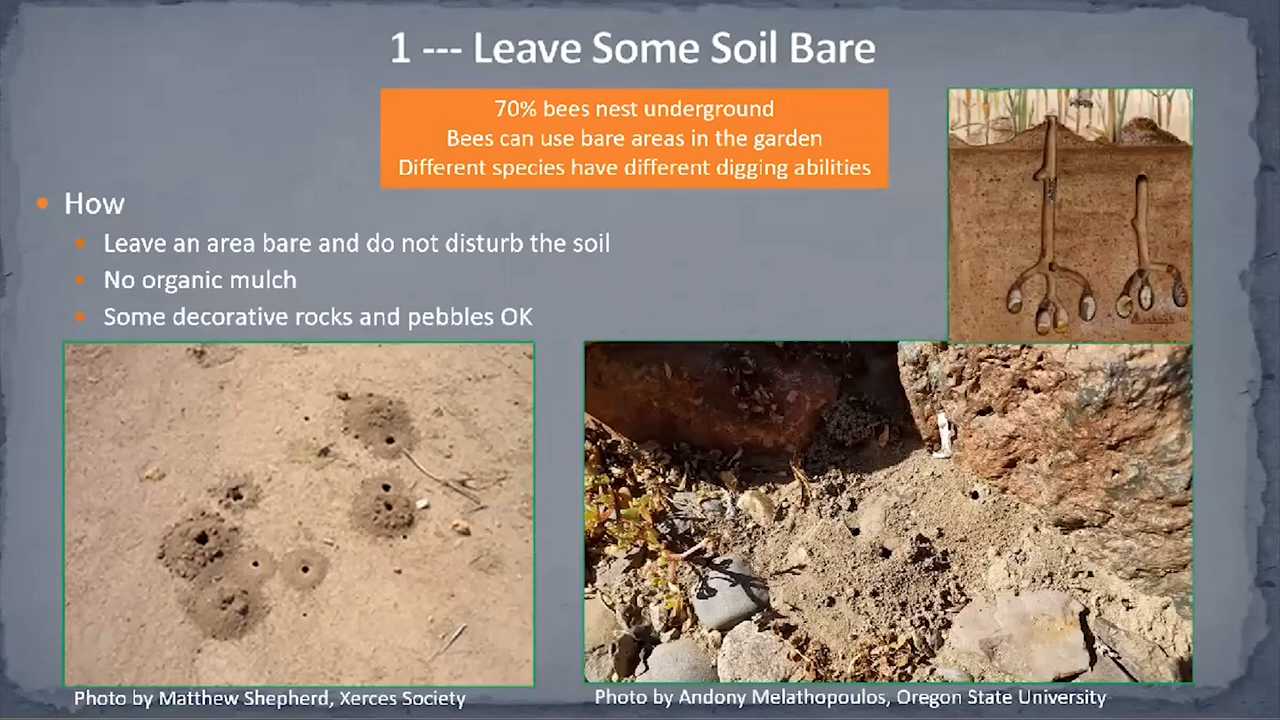 1 --- Leave Some Soil Bare
70% bees nest underground
Bees can use bare areas in the garden
Different species have different digging abilities
How
Leave an area bare and do not disturb the soil
No organic mulch
Some decorative rocks and pebbles OK
Photo by Matthew Shepherd, Xerces Society
Photo by Andony Melathopoulos, Oregon State University